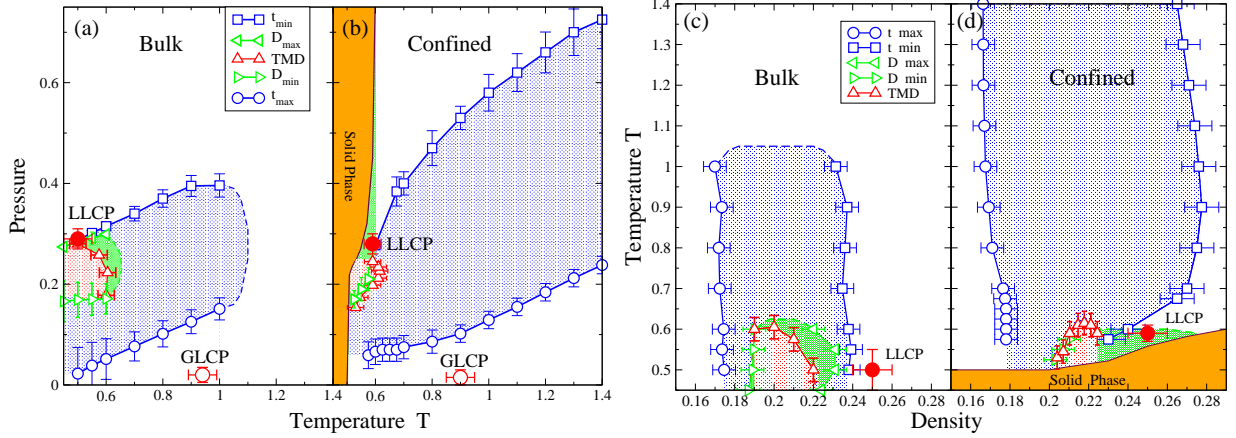 (a)
Bulk
t_min
D_max
TMD
D_min
t_max
LLCP
GLCP
Pressure
0
0.2
0.4
0.6
0.6
0.8
1.0
1.2
(b)
Confined
Solid Phase
LLCP
GLCP
0.4
0.6
0.8
1.0
1.2
1.4
Temperature T
(c)
Bulk
t max
t min
D max
D min
TMD
LLCP
Temperature T
1.4
1.3
1.2
1.1
1.0
0.9
0.8
0.7
0.6
0.5
0.16
0.18
0.2
0.22
0.24
0.26
0.28
(d)
Confined
LLCP
Solid Phase
0.16
0.18
0.2
0.22
0.24
0.26
0.28
Density